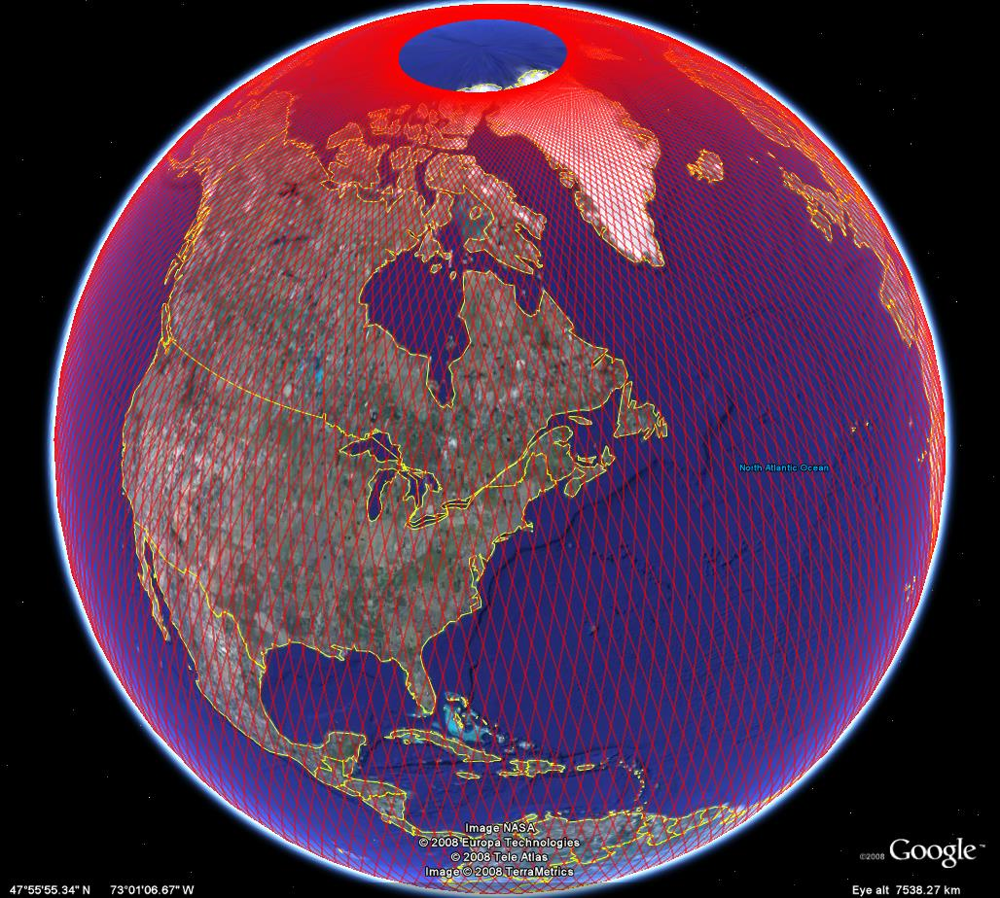 North Atlantic Ocean
Image NASA
© 2008 Europa Technologies
© 2008 Tele Atlas
Image © 2008 TerraMetrics
©2008 Google™
47°55'55.34" N 73°01'06.67" W
Eye alt 7538.27 km